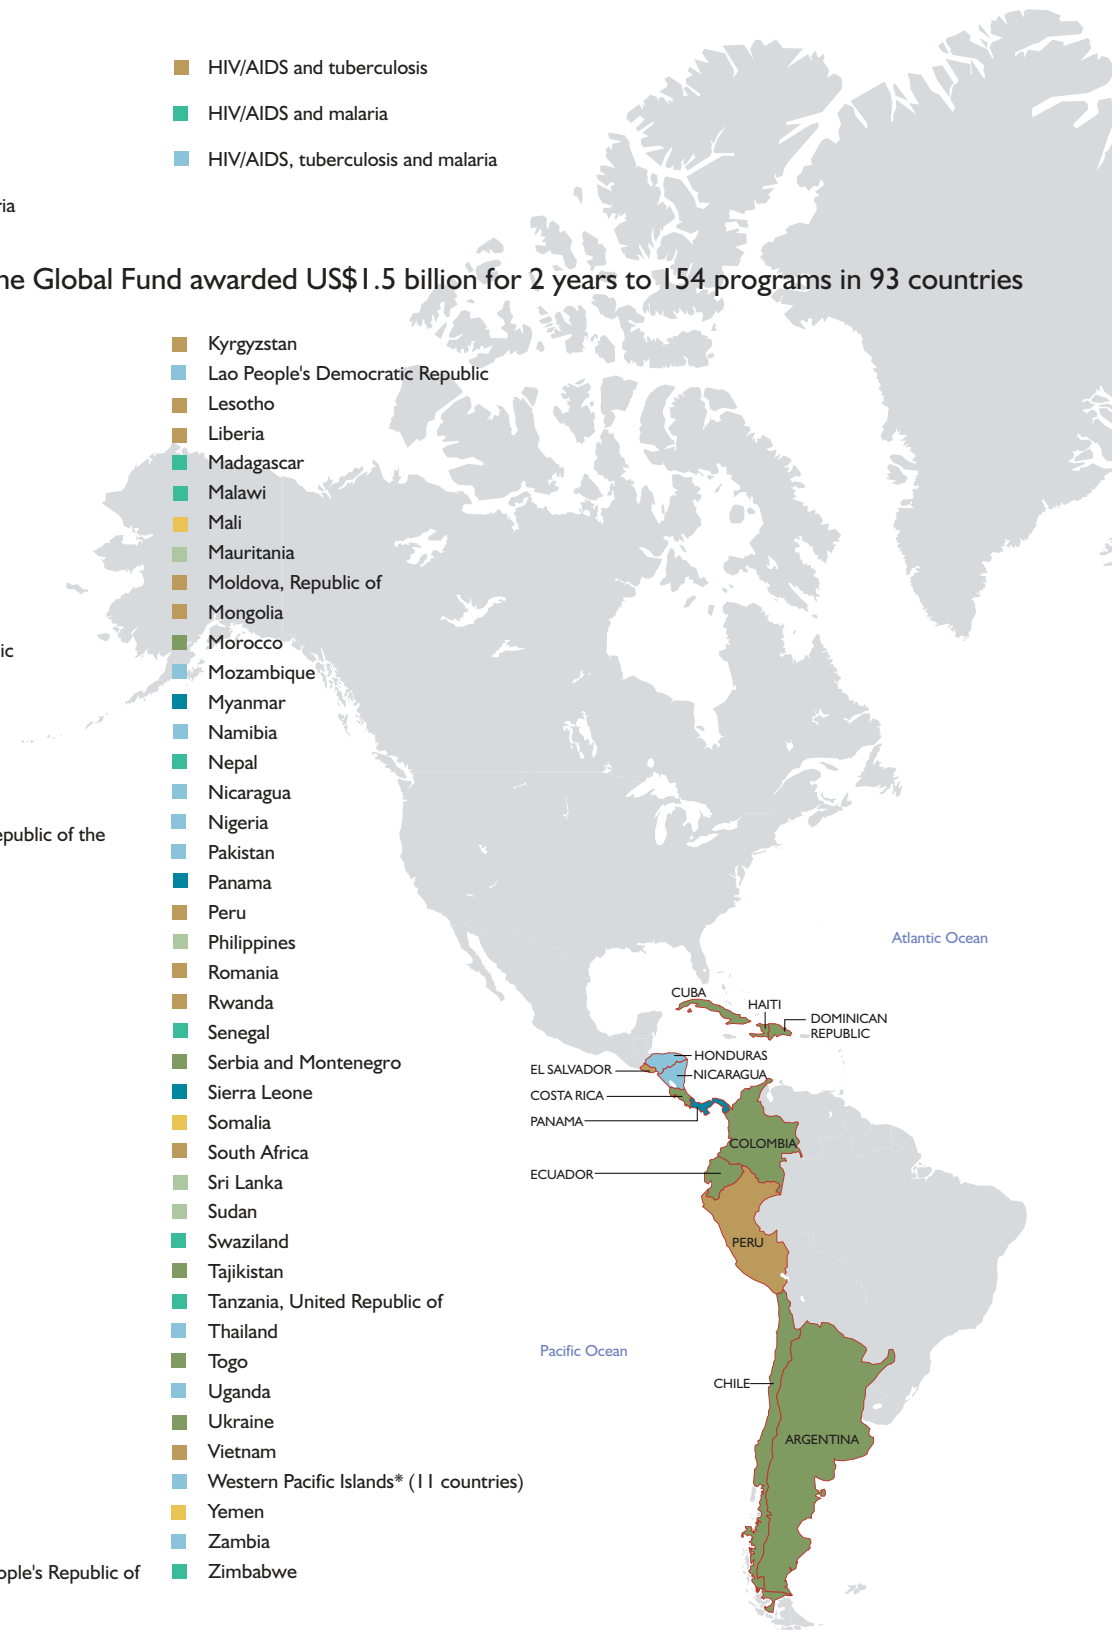 HIV/AIDS and tuberculosis
HIV/AIDS and malaria
HIV/AIDS, tuberculosis and malaria
ria
he Global Fund awarded US$1.5 billion for 2 years to 154 programs in 93 countries
Kyrgyzstan
Lao People's Democratic Republic
Lesotho
Liberia
Madagascar
Malawi
Mali
Mauritania
Moldova, Republic of
Mongolia
Morocco
ic
Mozambique
Myanmar
Namibia
Nepal
Nicaragua
Nigeria
epublic of the
Pakistan
Panama
Peru
Philippines
Romania
Rwanda
Senegal
Serbia and Montenegro
Sierra Leone
Somalia
South Africa
Sri Lanka
Sudan
Swaziland
Tajikistan
Tanzania, United Republic of
Thailand
Togo
Uganda
Ukraine
Vietnam
Western Pacific Islands* (11 countries)
Yemen
Zambia
ople's Republic of
Zimbabwe
Atlantic Ocean
CUBA
HAITI
DOMINICAN
REPUBLIC
HONDURAS
EL SALVADOR
NICARAGUA
COSTA RICA
PANAMA
COLOMBIA
ECUADOR
PERU
Pacific Ocean
CHILE
ARGENTINA